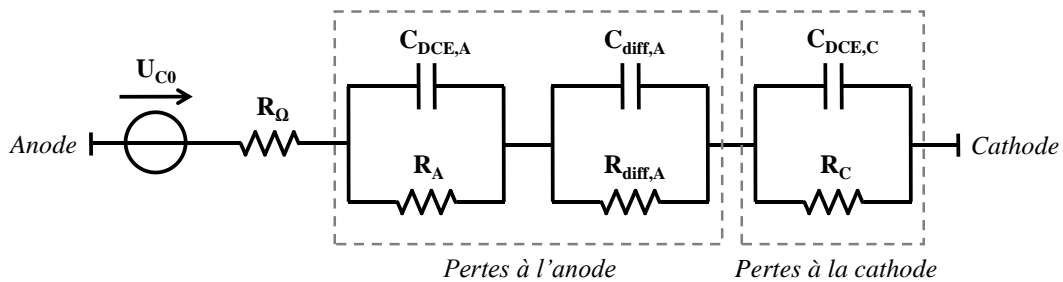 C_DCE,A
C_diff,A
C_DCE,C
U_C0
R_Ω
Anode
Cathode
R_A
R_diff,A
R_C
Pertes à l’anode
Pertes à la cathode